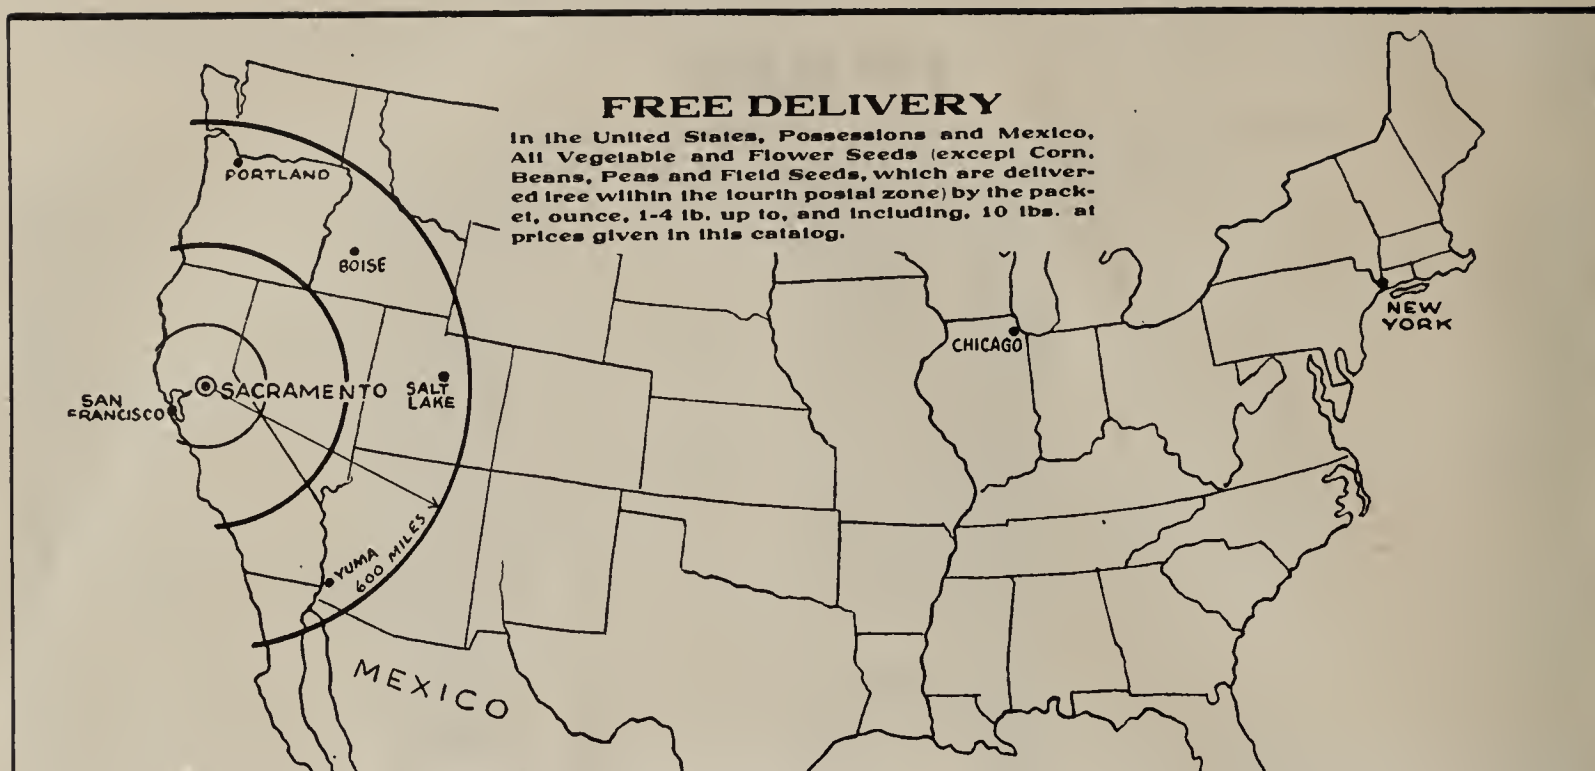 FREE DELIVERY
In the United States, Possessions and Mexico,
All Vegetable and Flower Seeds (except Corn,
Beans, Peas and Field Seeds, which are deliver-
ed free within the fourth postal zone) by the pack-
et, ounce, 1-4 lb. up to, and including, 10 lbs. at
prices given in this catalog.
PORTLAND
BOISE
NEW
YORK
CHICAGO
SACRAMENTO
SALT
LAKE
SAN
FRANCISCO
YUMA
600 MILES
MEXICO